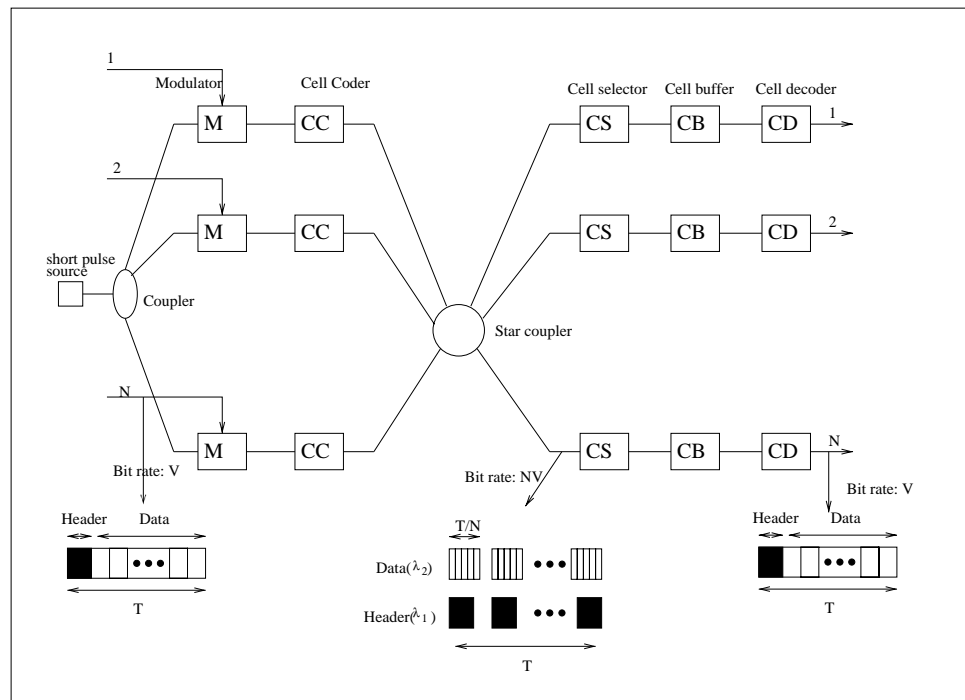 1
Modulator
Cell Coder
Cell selector
Cell buffer
Cell decoder
M
CC
CS
CB
CD
1
2
M
CC
CS
CB
CD
2
short pulse
source
Coupler
Star coupler
N
M
CC
CS
CB
CD
N
Bit rate: V
Bit rate: NV
Bit rate: V
Header
Data
T
T/N
Data(λ₂)
Header(λ₁)
T
Header
Data
T